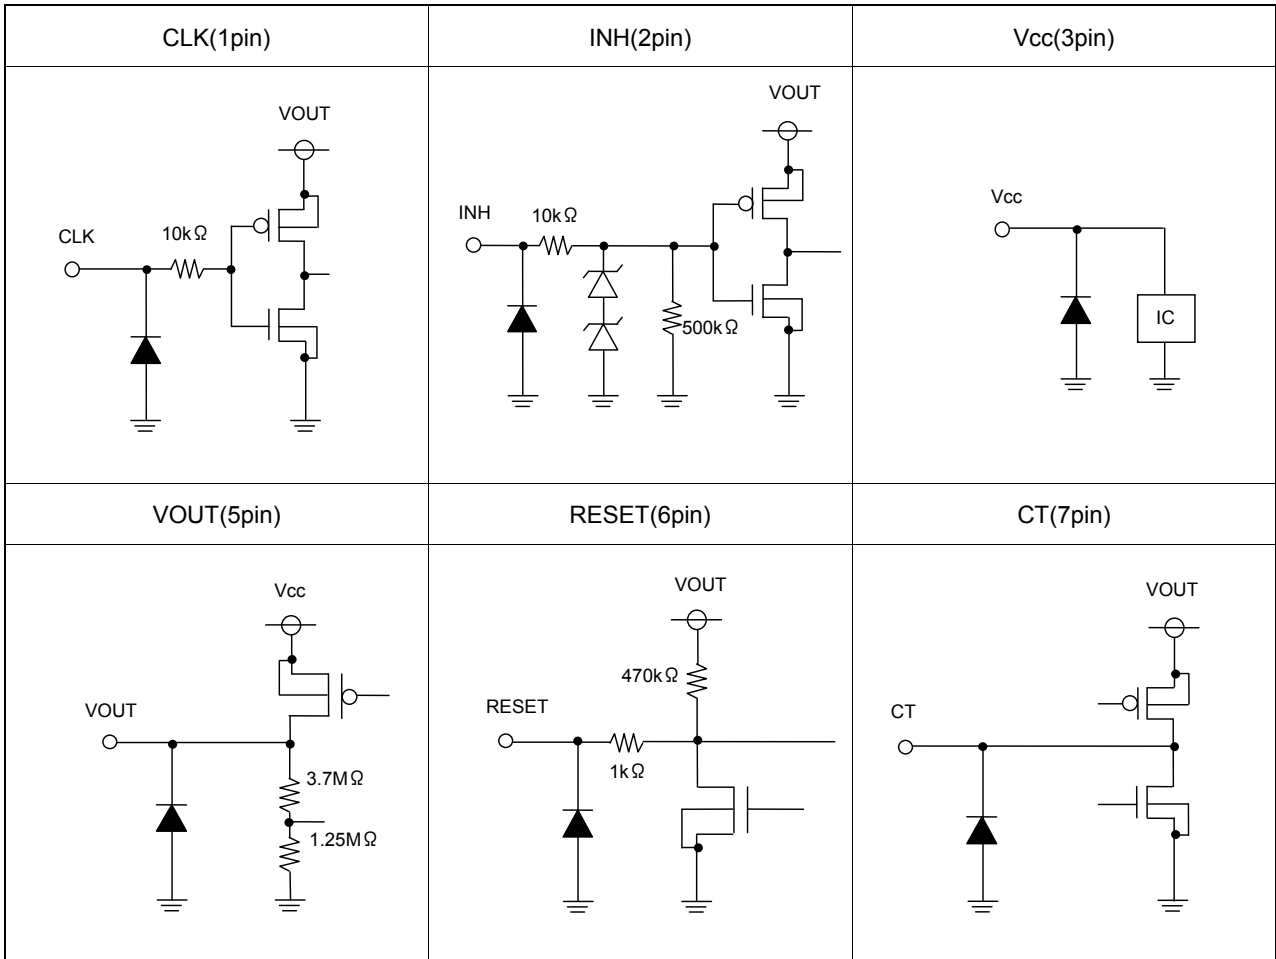 CLK(1pin)
INH(2pin)
Vcc(3pin)
VOUT
CLK
10kΩ
VOUT
INH
10kΩ
500kΩ
Vcc
IC
VOUT(5pin)
RESET(6pin)
CT(7pin)
Vcc
VOUT
3.7MΩ
1.25MΩ
VOUT
470kΩ
RESET
1kΩ
VOUT
CT